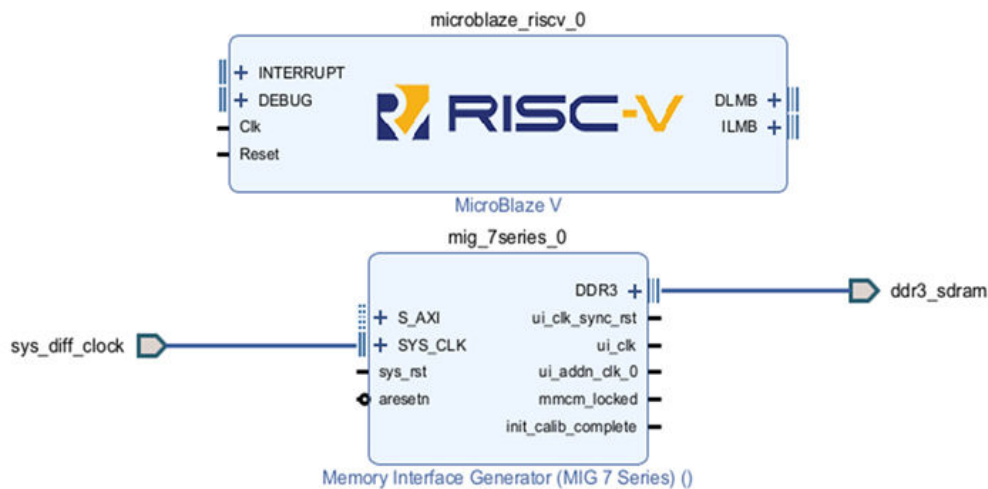 microblaze_riscv_0
INTERRUPT
DEBUG
Clk
Reset
RISC-V
DLMB
ILMB
MicroBlaze V
mig_7series_0
DDR3
ddr3_sdram
S_AXI
ui_clk_sync_rst
sys_diff_clock
SYS_CLK
ui_clk
sys_rst
ui_addn_clk_0
aresetn
mmcm_locked
init_calib_complete
Memory Interface Generator (MIG 7 Series) ()